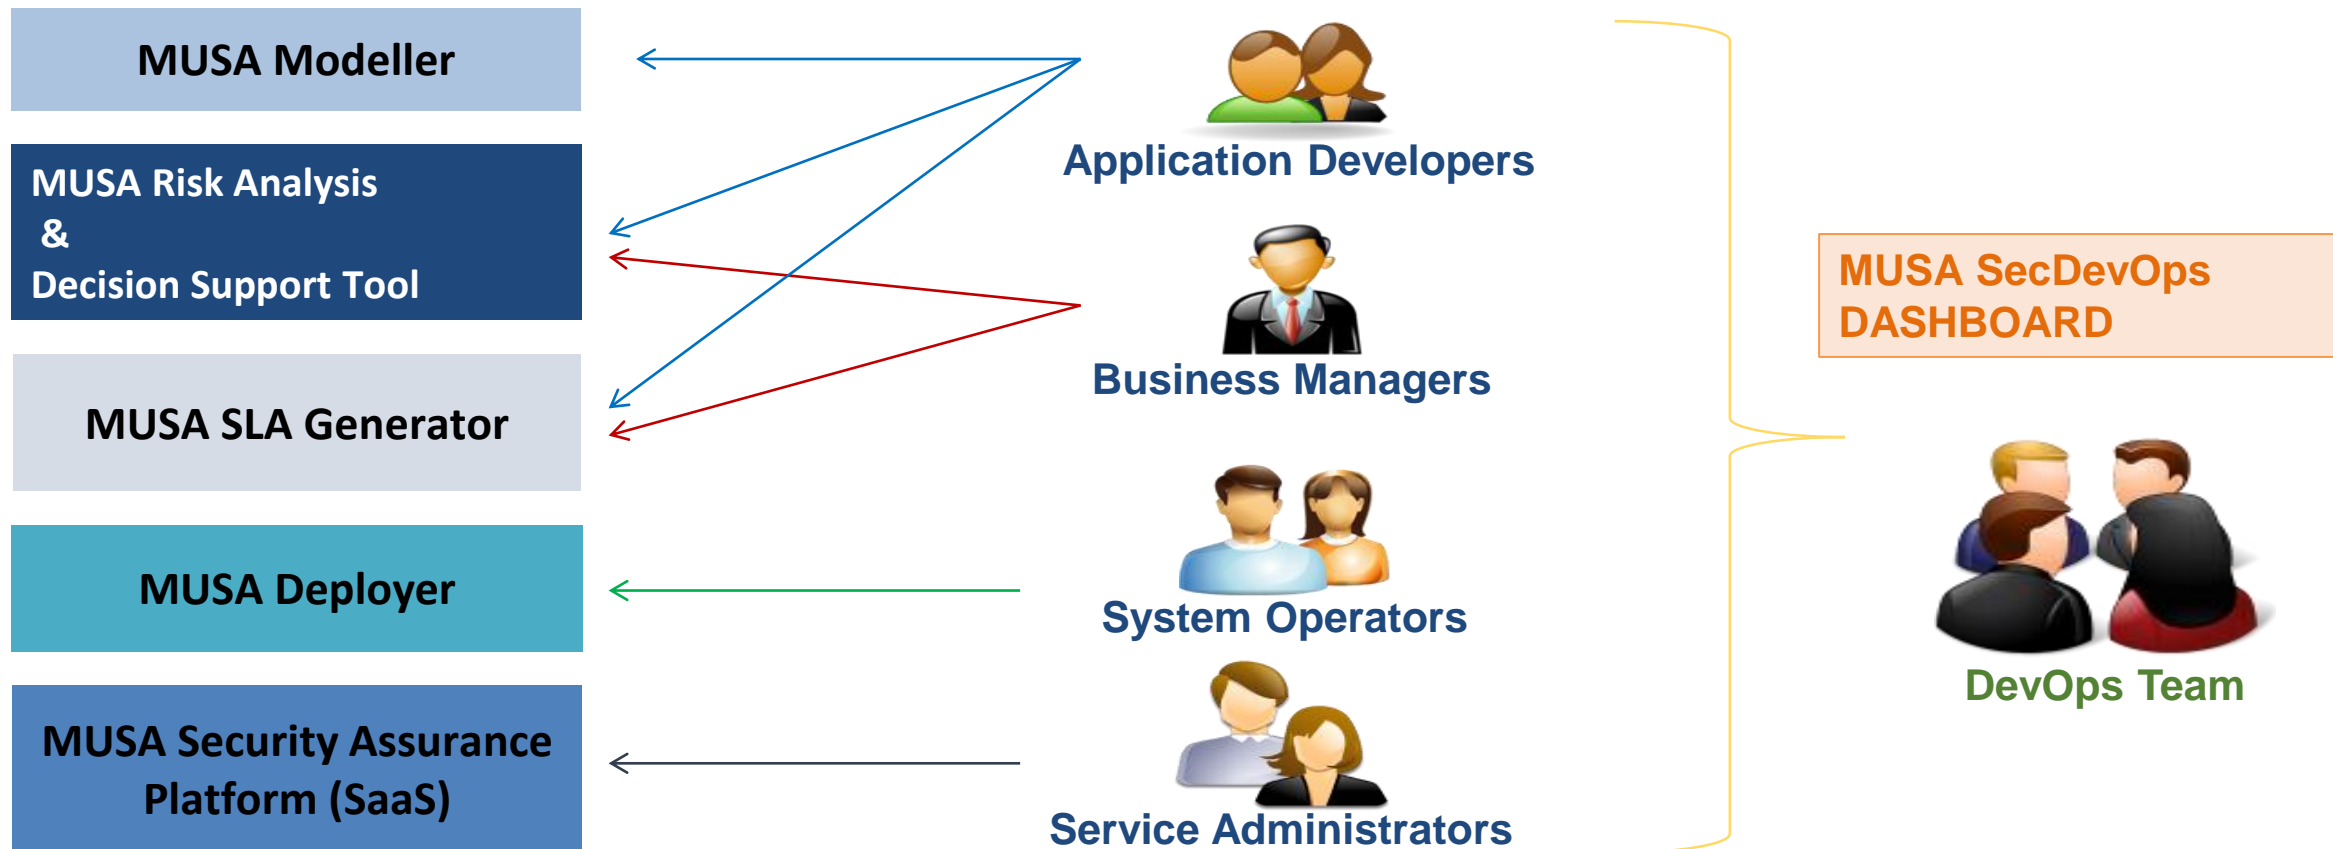 MUSA Modeller
MUSA Risk Analysis
&
Decision Support Tool
MUSA SLA Generator
MUSA Deployer
MUSA Security Assurance
Platform (SaaS)
Application Developers
Business Managers
System Operators
Service Administrators
MUSA SecDevOps
DASHBOARD
DevOps Team